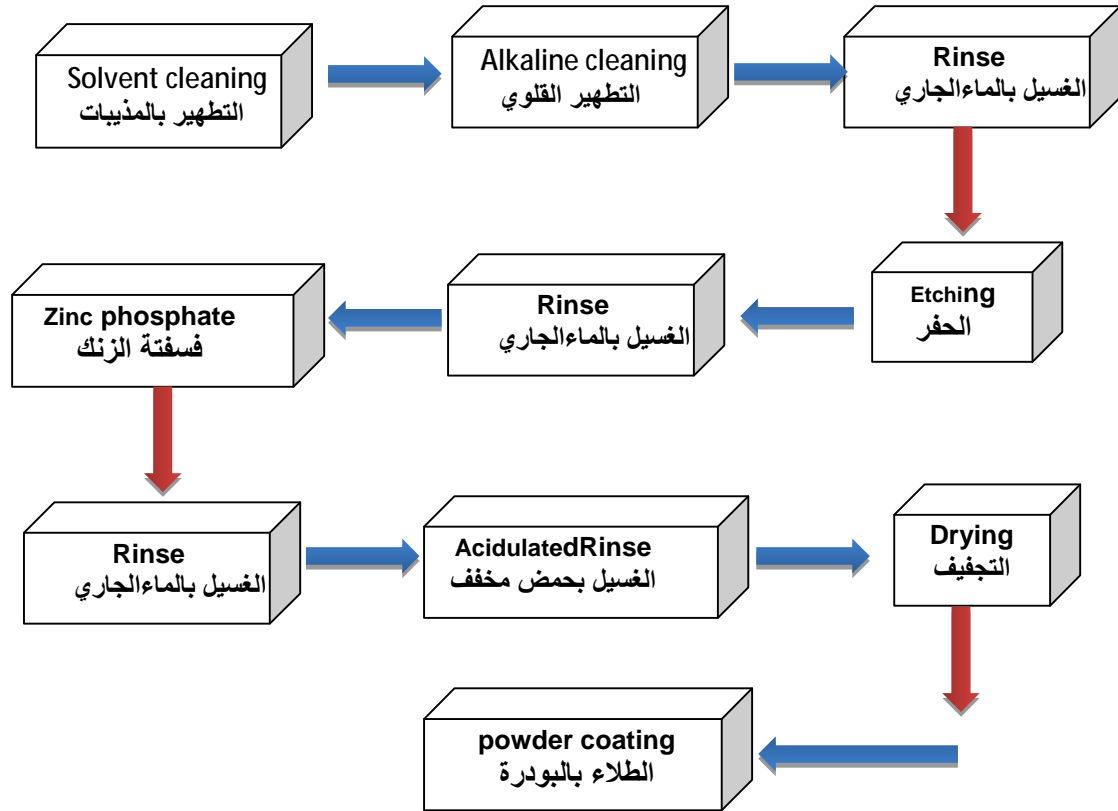 Solvent cleaning
التطهير بالمذيبات
Alkaline cleaning
التطهير القلوي
Rinse
الغسيل بالماءالجاري
Etching
الحفر
Rinse
الغسيل بالماءالجاري
Zinc phosphate
فسفتة الزنك
Rinse
الغسيل بالماءالجاري
AcidulatedRinse
الغسيل بحمض مخفف
Drying
التجفيف
powder coating
الطلاء بالبودرة